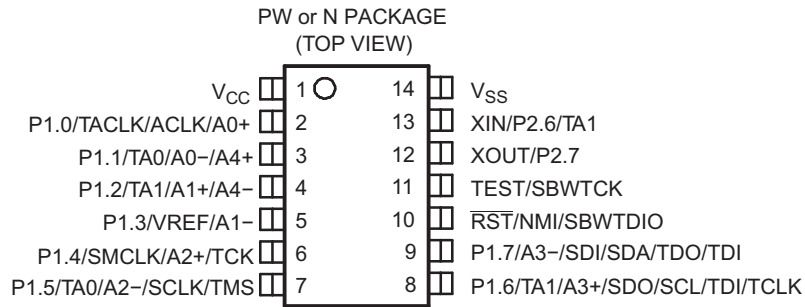 PW or N PACKAGE
(TOP VIEW)
VCC 1 14 VSS
P1.0/TACLK/ACLK/A0+ 2 13 XIN/P2.6/TA1
P1.1/TA0/A0−/A4+ 3 12 XOUT/P2.7
P1.2/TA1/A1+/A4− 4 11 TEST/SBWTCK
P1.3/VREF/A1− 5 10 RST/NMI/SBWTDIO
P1.4/SMCLK/A2+/TCK 6 9 P1.7/A3−/SDI/SDA/TDO/TDI
P1.5/TA0/A2−/SCLK/TMS 7 8 P1.6/TA1/A3+/SDO/SCL/TDI/TCLK